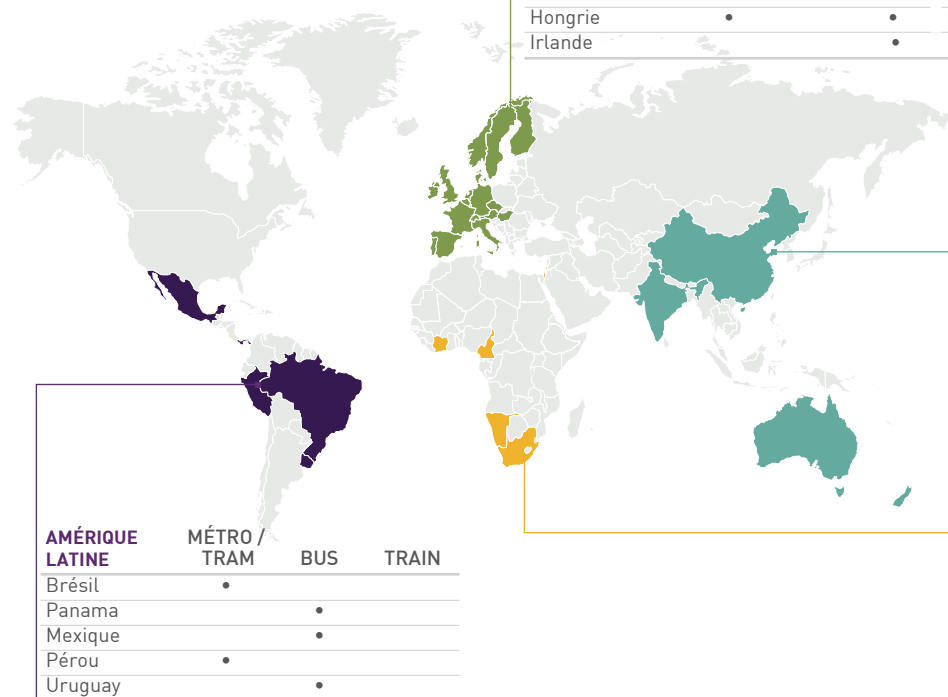 Hongrie • •
Irlande •
AMÉRIQUE LATINE MÉTRO / TRAM BUS TRAIN
Brésil •
Panama •
Mexique •
Pérou •
Uruguay •